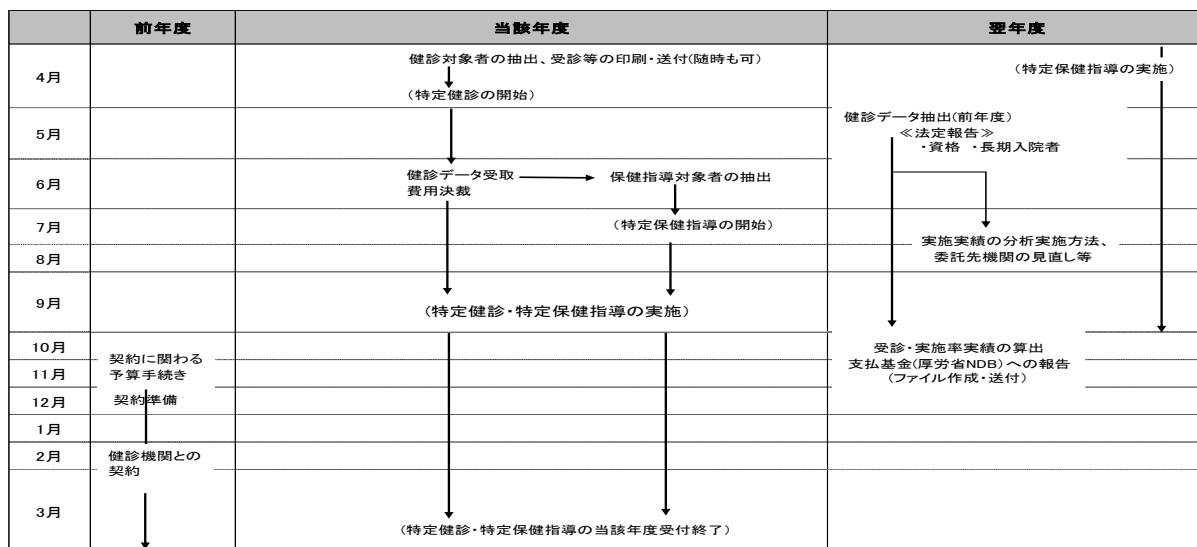 前年度 当該年度 翌年度
4月
健診対象者の抽出、受診等の印刷・送付(随時も可)
(特定健診の開始)
(特定保健指導の実施)
5月
健診データ抽出(前年度)
≪法定報告≫
・資格 ・長期入院者
6月
健診データ受取
費用決裁
保健指導対象者の抽出
7月
(特定保健指導の開始)
実施実績の分析実施方法、
委託先機関の見直し等
8月
9月
(特定健診・特定保健指導の実施)
10月
契約に関わる
予算手続き
受診・実施率実績の算出
支払基金(厚労省NDB)への報告
(ファイル作成・送付)
11月
12月
契約準備
1月
2月
健診機関との
契約
3月
(特定健診・特定保健指導の当該年度受付終了)